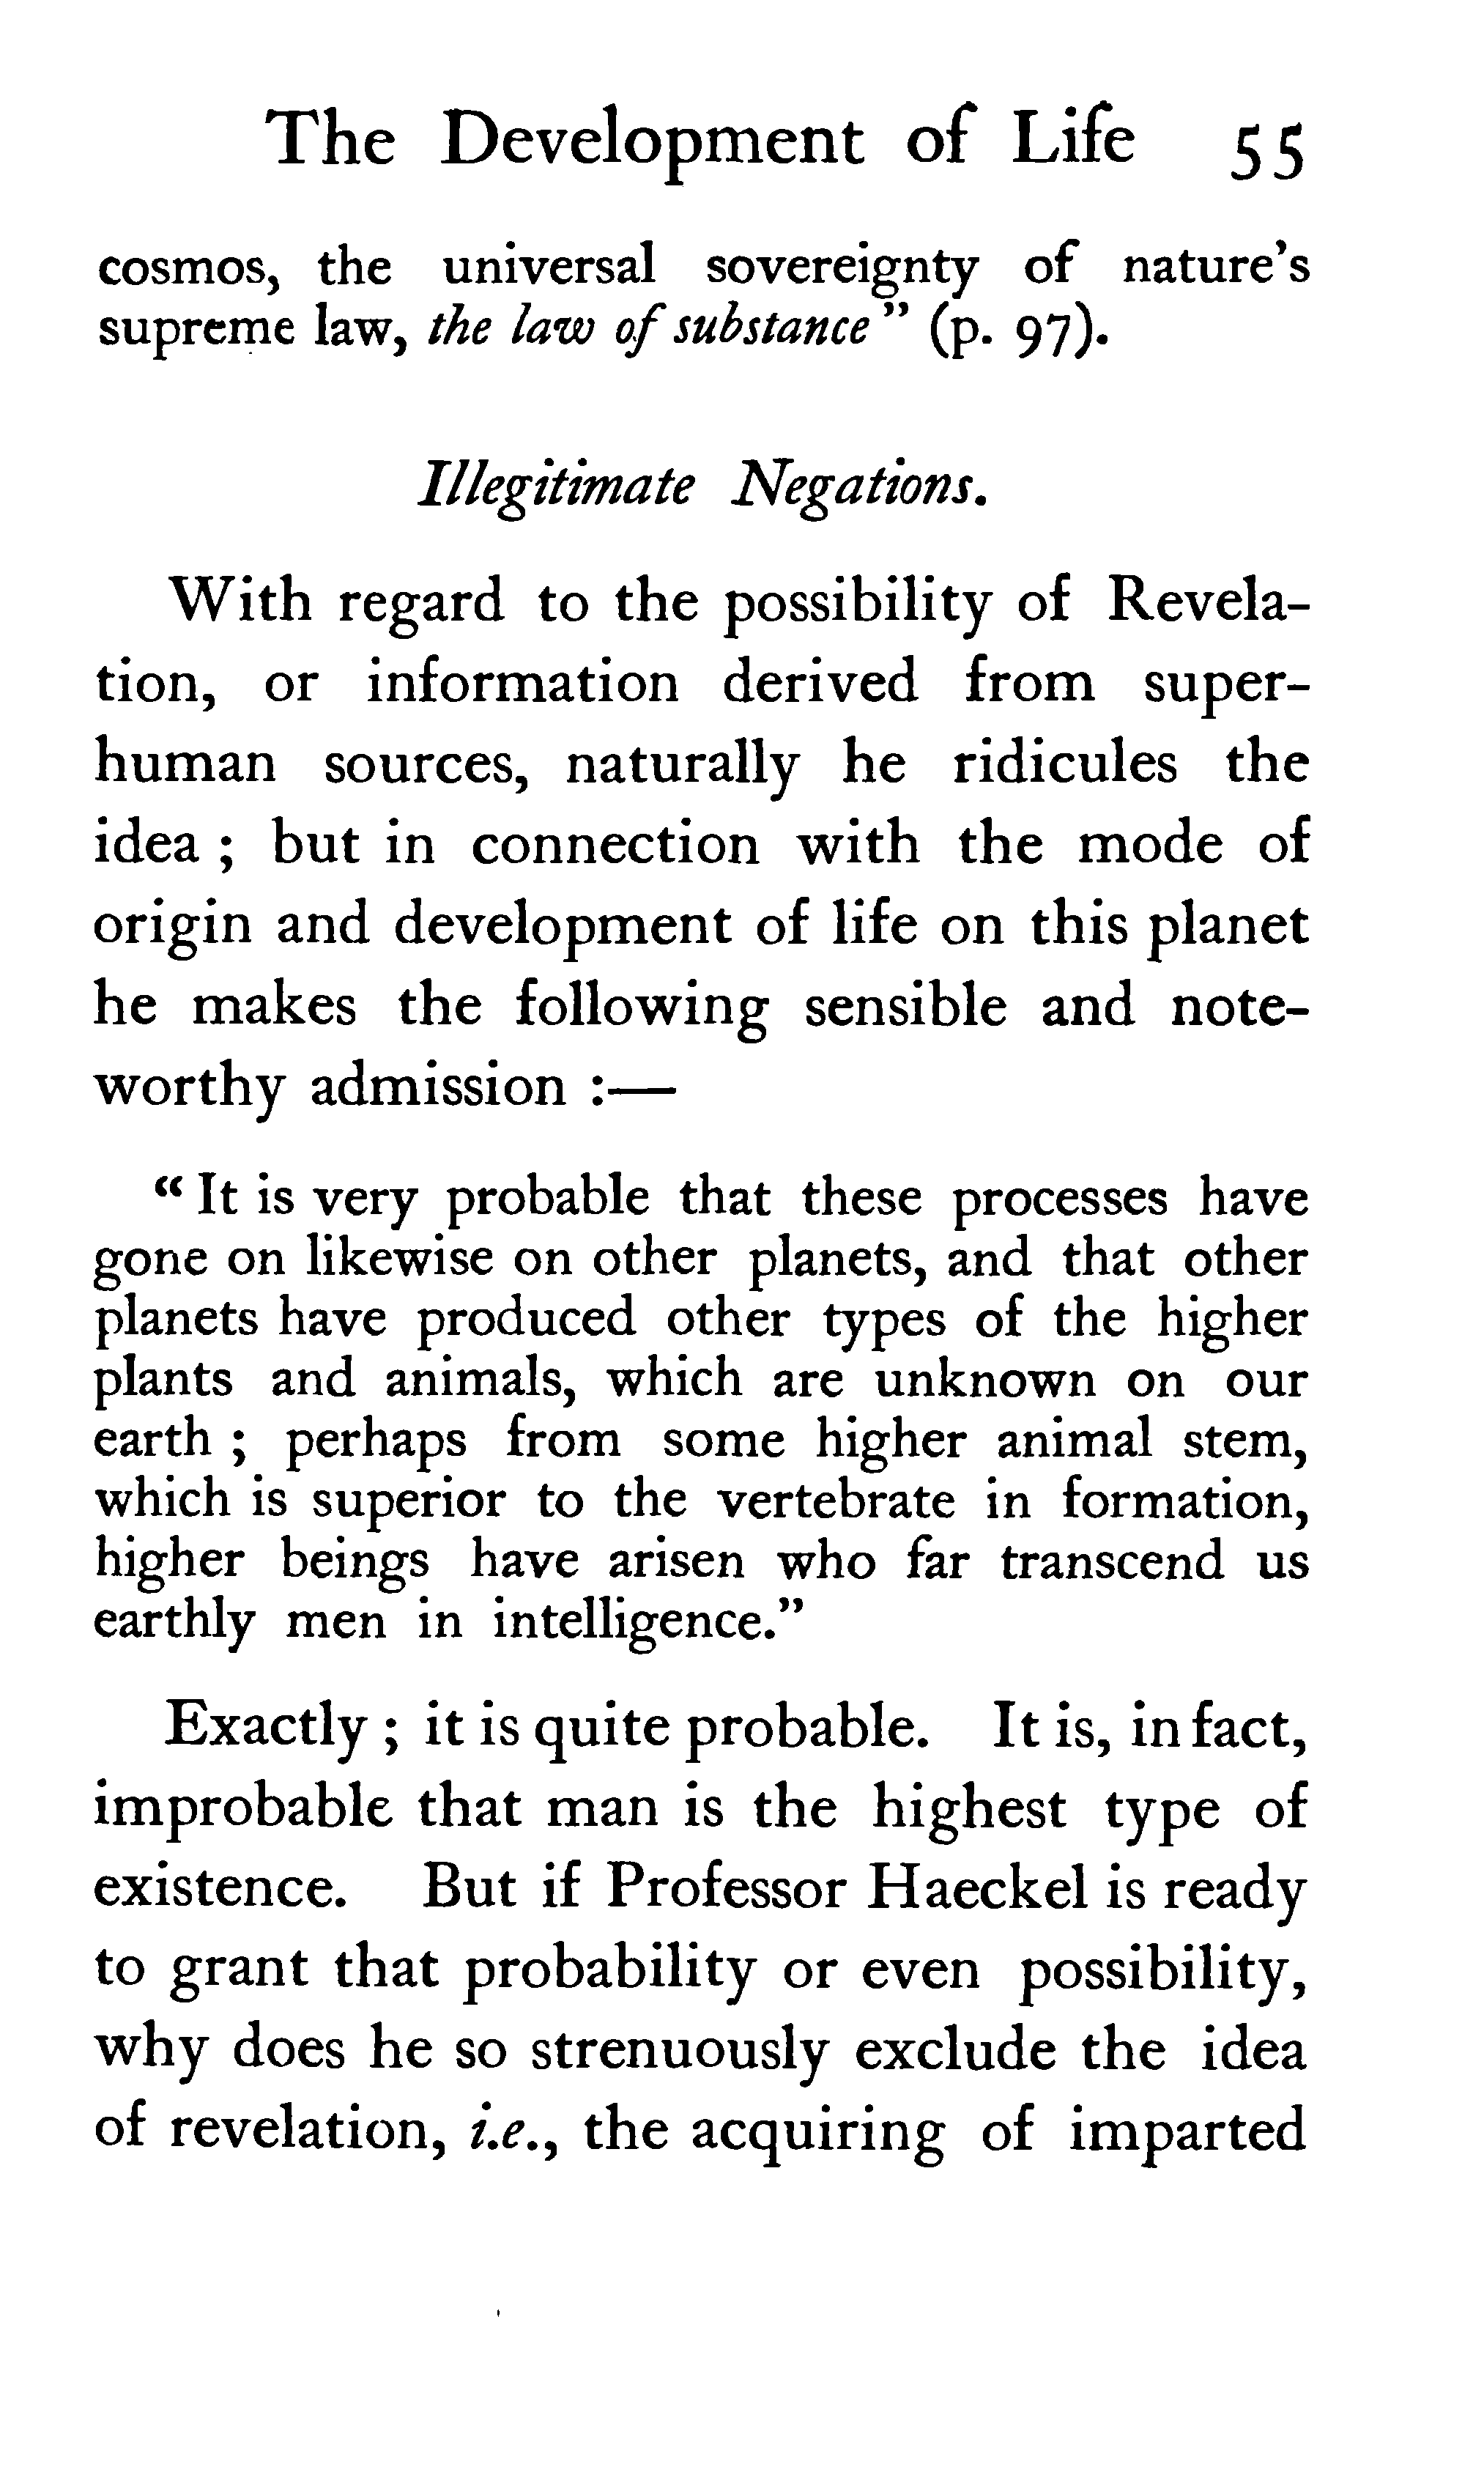 The Development of Life 55
cosmos, the universal sovereignty of nature's
supreme law, the law of substance" (p. 97).
Illegitimate Negations.
With regard to the possibility of Revela-
tion, or information derived from super-
human sources, naturally he ridicules the
idea ; but in connection with the mode of
origin and development of life on this planet
he makes the following sensible and note-
worthy admission :—
"It is very probable that these processes have
gone on likewise on other planets, and that other
planets have produced other types of the higher
plants and animals, which are unknown on our
earth ; perhaps from some higher animal stem,
which is superior to the vertebrate in formation,
higher beings have arisen who far transcend us
earthly men in intelligence."
Exactly ; it is quite probable. It is, in fact,
improbable that man is the highest type of
existence. But if Professor Haeckel is ready
to grant that probability or even possibility,
why does he so strenuously exclude the idea
of revelation, i.e., the acquiring of imparted